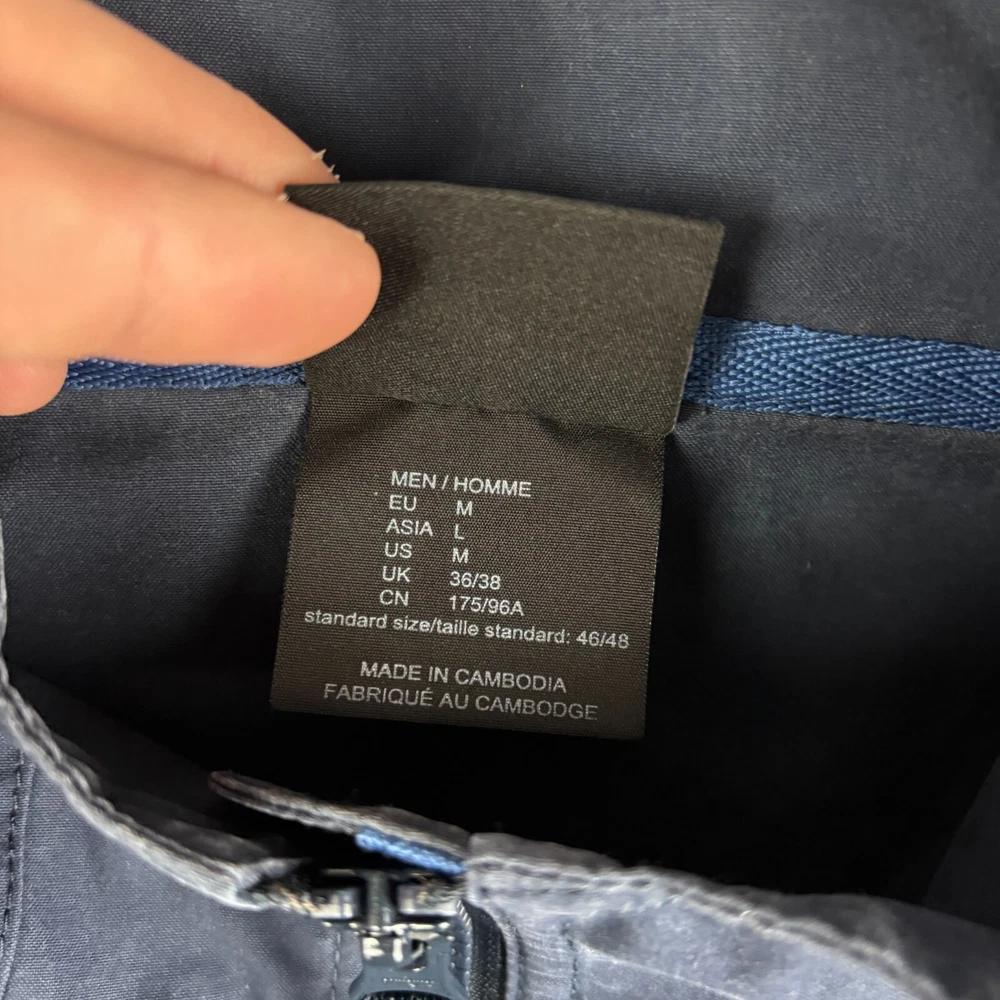 MEN / HOMME
EU M
ASIA L
US M
UK 36/38
CN 175/96A
standard size/taille standard: 46/48
MADE IN CAMBODIA
FABRIQUÉ AU CAMBODGE